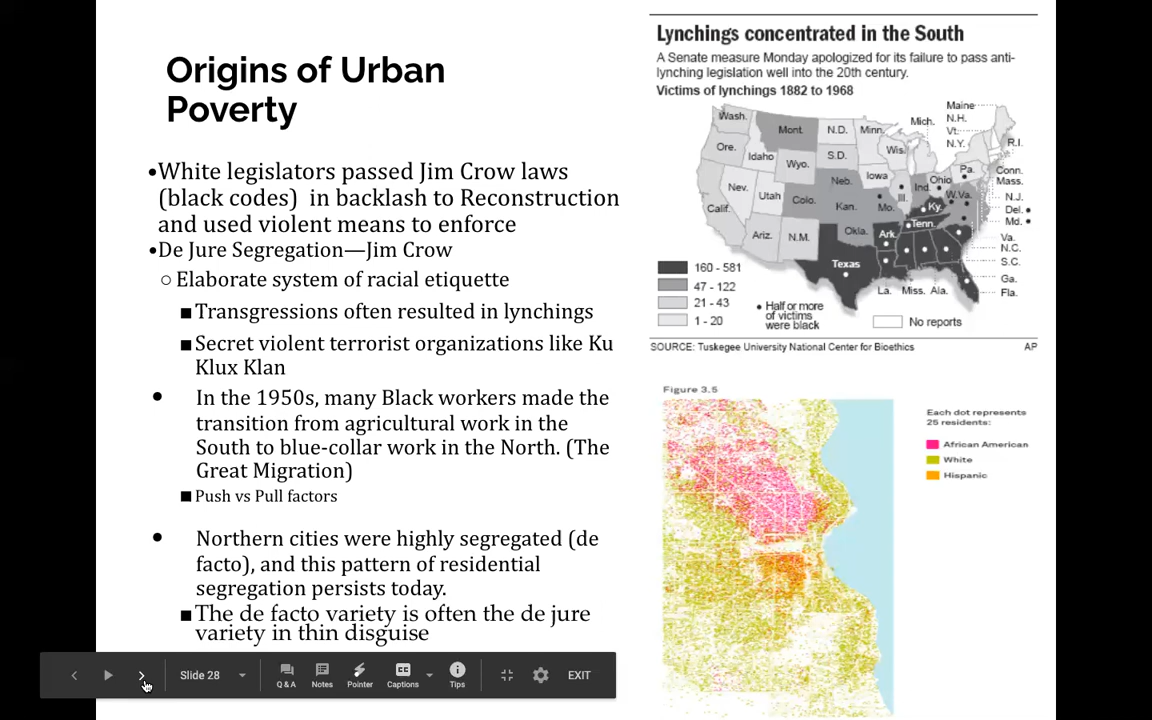 Origins of Urban
Poverty
•White legislators passed Jim Crow laws
(black codes)  in backlash to Reconstruction
and used violent means to enforce
•De Jure Segregation—Jim Crow
○ Elaborate system of racial etiquette
■Transgressions often resulted in lynchings
■Secret violent terrorist organizations like Ku
Klux Klan
● In the 1950s, many Black workers made the
transition from agricultural work in the
South to blue-collar work in the North. (The
Great Migration)
■Push vs Pull factors
● Northern cities were highly segregated (de
facto), and this pattern of residential
segregation persists today.
■The de facto variety is often the de jure
variety in thin disguise
Lynchings concentrated in the South
A Senate measure Monday apologized for its failure to pass anti-
lynching legislation well into the 20th century.
Victims of lynchings 1882 to 1968
Wash.
Mont.
N.D.
Minn.
Mich.
Maine
N.H.
Vt.
N.Y.
R.I.
Ore.
Idaho
Wyo.
S.D.
Wis.
Iowa
Pa.
Conn.
Mass.
Nev.
Utah
Colo.
Neb.
Kan.
Mo.
Ill.
Ind.
Ohio
W.Va.
Ky.
N.J.
Del.
Md.
Calif.
Ariz.
N.M.
Okla.
Ark.
Tenn.
Va.
N.C.
S.C.
Texas
La.
Miss.
Ala.
Ga.
Fla.
160 - 581
47 - 122
21 - 43
1 - 20
• Half or more
of victims
were black
No reports
SOURCE: Tuskegee University National Center for Bioethics
AP
Figure 3.5
Each dot represents
25 residents:
African American
White
Hispanic
Slide 28
Q & A
Notes
Pointer
CC
Captions
Tips
EXIT